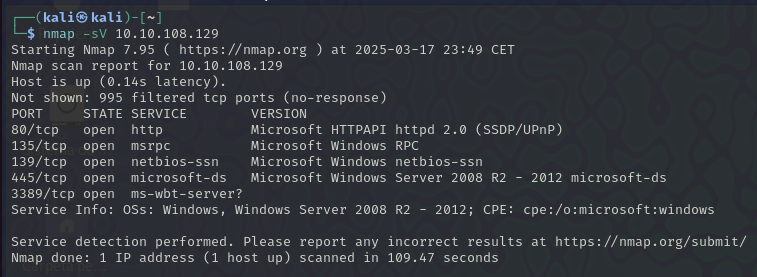 ┌──(kali㉿kali)-[~]
└─$ nmap -sV 10.10.108.129
Starting Nmap 7.95 ( https://nmap.org ) at 2025-03-17 23:49 CET
Nmap scan report for 10.10.108.129
Host is up (0.14s latency).
Not shown: 995 filtered tcp ports (no-response)
PORT     STATE SERVICE        VERSION
80/tcp   open  http           Microsoft HTTPAPI httpd 2.0 (SSDP/UPnP)
135/tcp  open  msrpc          Microsoft Windows RPC
139/tcp  open  netbios-ssn    Microsoft Windows netbios-ssn
445/tcp  open  microsoft-ds   Microsoft Windows Server 2008 R2 - 2012 microsoft-ds
3389/tcp open  ms-wbt-server?
Service Info: OSs: Windows, Windows Server 2008 R2 - 2012; CPE: cpe:/o:microsoft:windows
Service detection performed. Please report any incorrect results at https://nmap.org/submit/
Nmap done: 1 IP address (1 host up) scanned in 109.47 seconds